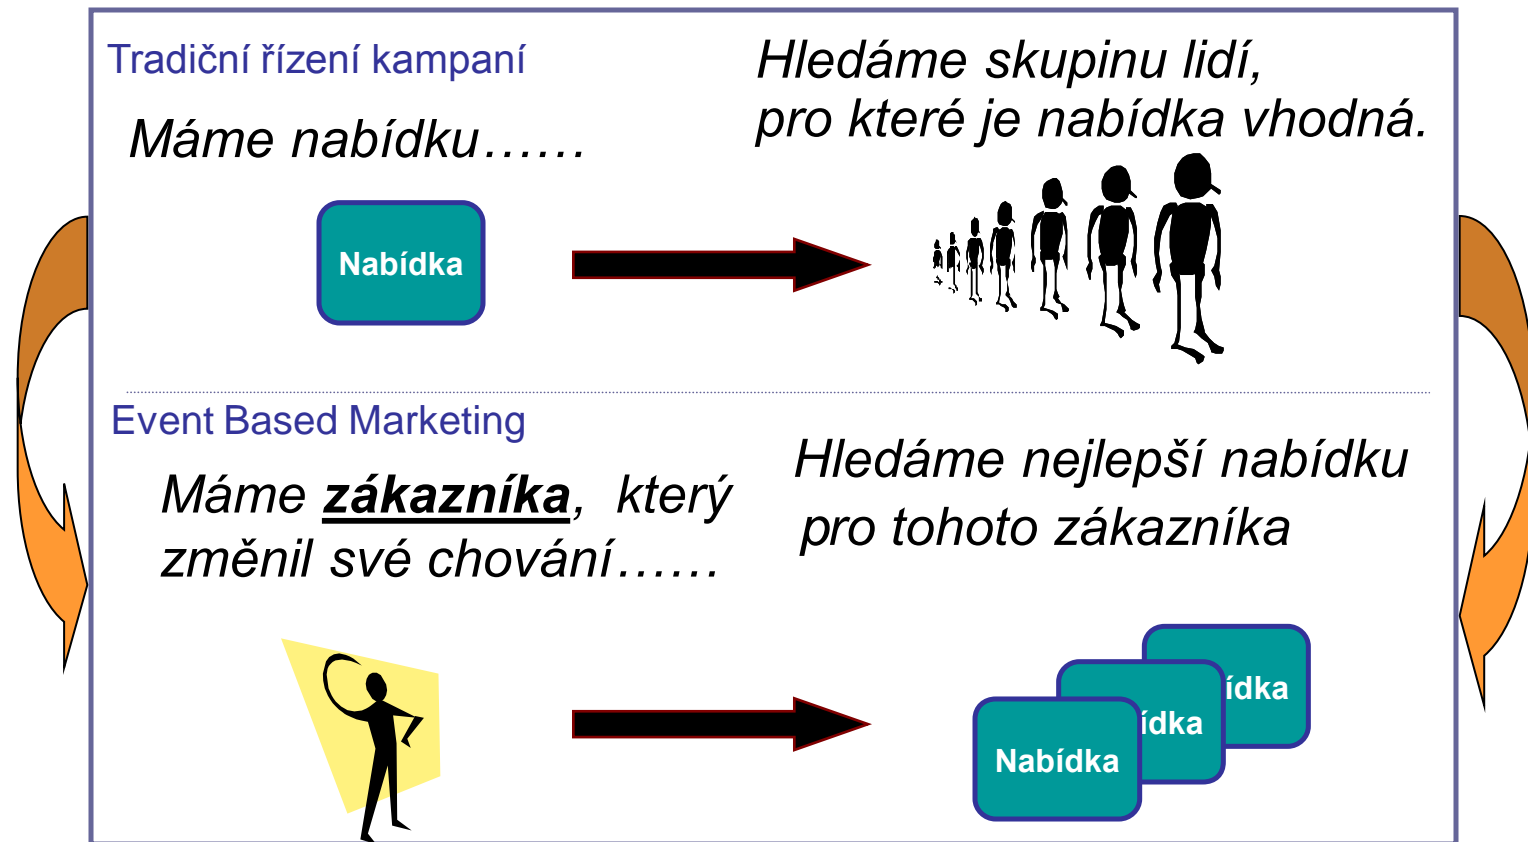 Tradiční řízení kampaní
Máme nabídku……
Hledáme skupinu lidí,
pro které je nabídka vhodná.
Nabídka
Event Based Marketing
Máme zákazníka, který
změnil své chování……
Hledáme nejlepší nabídku
pro tohoto zákazníka
ídka
ídka
Nabídka